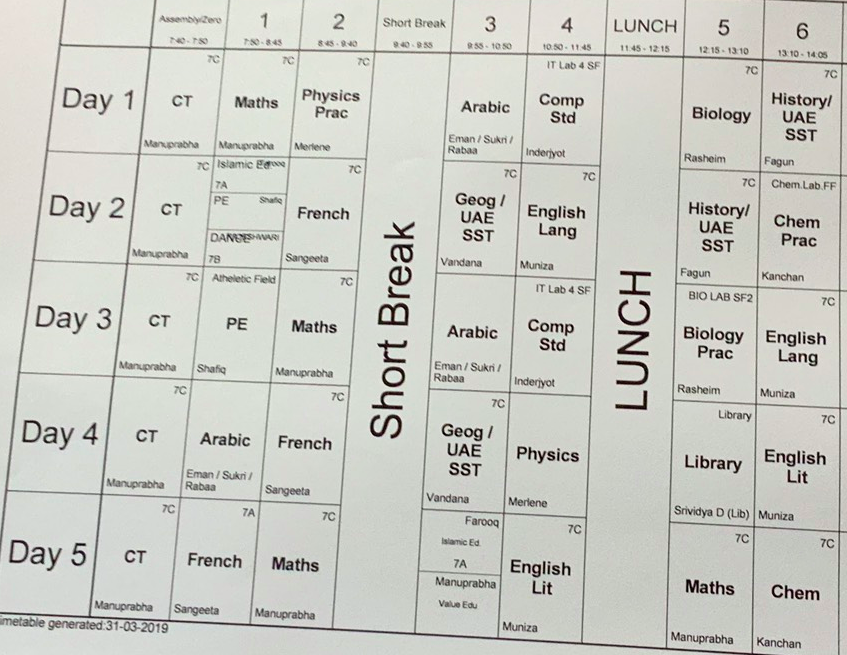 Assembly/Zero 1 2 Short Break 3 4 LUNCH 5 6
7:40 - 7:50 7:50 - 8:45 8:45 - 9:40 9:40 - 9:55 9:55 - 10:50 10:50 - 11:45 11:45 - 12:15 12:15 - 13:10 13:10 - 14:05
Day 1
7C
CT
Manuprabha
7C
Maths
Manuprabha
7C
Physics
Prac
Merlene
Arabic
Eman / Sukri /
Rabaa
IT Lab 4 SF
Comp
Std
Inderjyot
7C
Biology
Rasheim
7C
History/
UAE
SST
Fagun
Day 2
7C
CT
Manuprabha
Islamic Ed
7A
PE Shafiq
7B
7C
French
Sangeeta
7C
Geog /
UAE
SST
Vandana
7C
English
Lang
Muniza
7C
History/
UAE
SST
Fagun
Chem.Lab.FF
Chem
Prac
Kanchan
Day 3
7C
CT
Manuprabha
Atheletic Field
PE
Shafiq
7C
Maths
Manuprabha
Arabic
Eman / Sukri /
Rabaa
IT Lab 4 SF
Comp
Std
Inderjyot
BIO LAB SF2
Biology
Prac
Rasheim
7C
English
Lang
Muniza
Day 4
7C
CT
Manuprabha
Arabic
Eman / Sukri /
Rabaa
7C
French
Sangeeta
7C
Geog /
UAE
SST
Vandana
Physics
Merlene
Library
Library
Srividya D (Lib)
7C
English
Lit
Muniza
Day 5
7C
CT
Manuprabha
7A
French
Sangeeta
7C
Maths
Manuprabha
Farooq
Islamic Ed.
7A
Manuprabha
Value Edu
7C
English
Lit
Muniza
7C
Maths
Manuprabha
7C
Chem
Kanchan
Short Break
LUNCH
imetable generated:31-03-2019